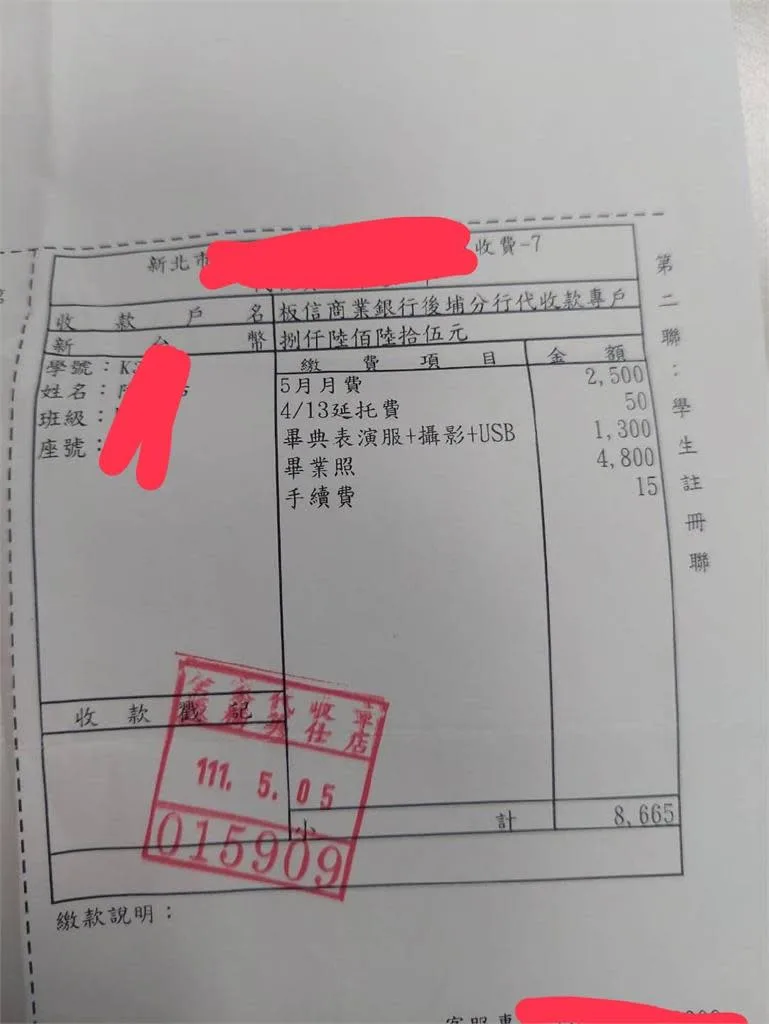 新北市
收費-7
收款戶名 板信商業銀行後埔分行代收款專戶
新台幣 捌仟陸佰陸拾伍元
學號：K
姓名：
班級：
座號：
繳費項目 金額
5月月費 2,500
4/13延托費 50
畢典表演服+攝影+USB 1,300
畢業照 4,800
手續費 15
收款戳記
111. 5. 05
015909
小計 8,665
繳款說明：
客服專
第二聯：學生註冊聯